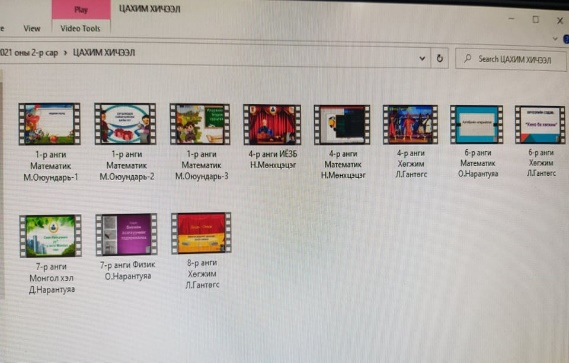 Play
ЦАХИМ ХИЧЭЭЛ
View
Video Tools
021 оны 2-р сар › ЦАХИМ ХИЧЭЭЛ
Search ЦАХИМ ХИЧЭЭЛ
1-р анги
Математик
М.Оюундарь-1
1-р анги
Математик
М.Оюундарь-2
1-р анги
Математик
М.Оюундарь-3
4-р анги ИЁЗБ
Н.Мөнхцэцэг
4-р анги
Математик
Н.Мөнхцэцэг
4-р анги
Хөгжим
Л.Гантөгс
6-р анги
Математик
О.Нарантуяа
6-р анги
Хөгжим
Л.Гантөгс
7-р анги
Монгол хэл
Д.Нарантуяа
7-р анги Физик
О.Нарантуяа
8-р анги
Хөгжим
Л.Гантөгс